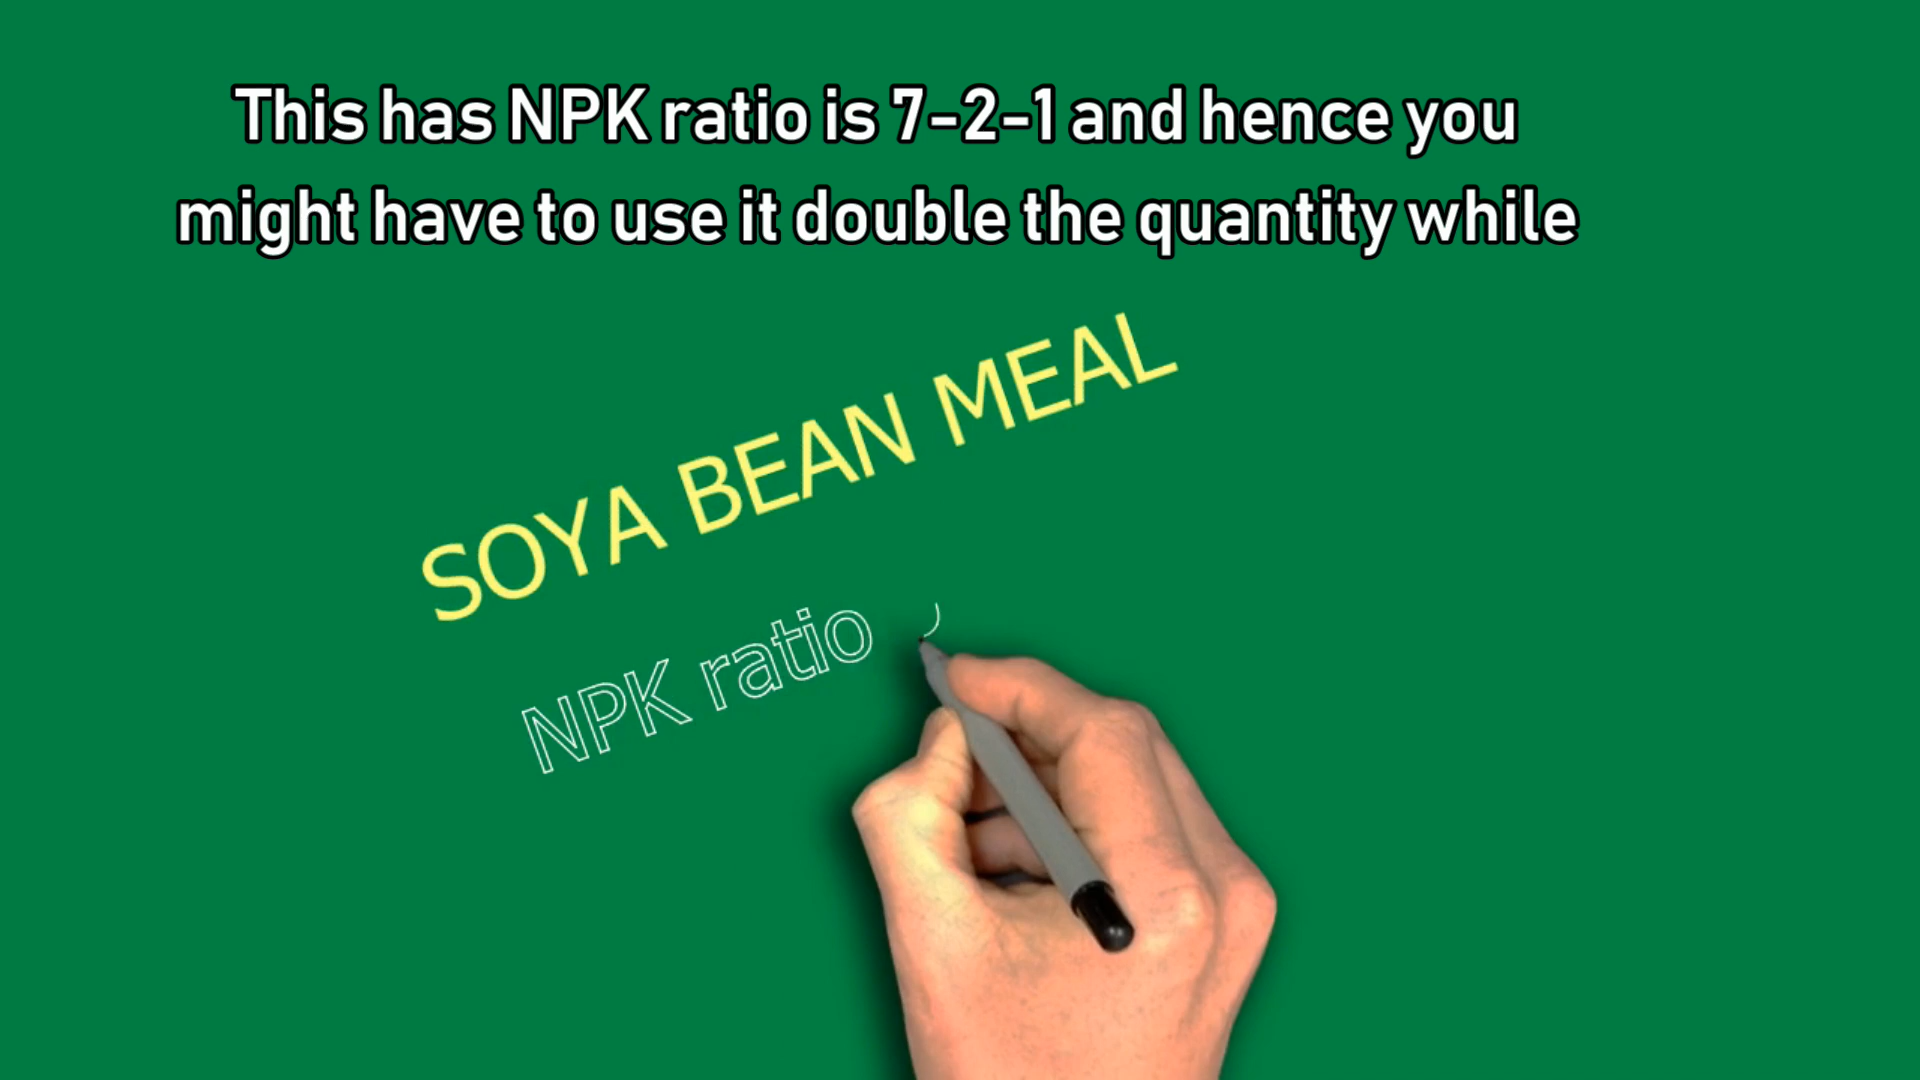 This has NPK ratio is 7-2-1 and hence you
might have to use it double the quantity while
SOYA BEAN MEAL
NPK ratio